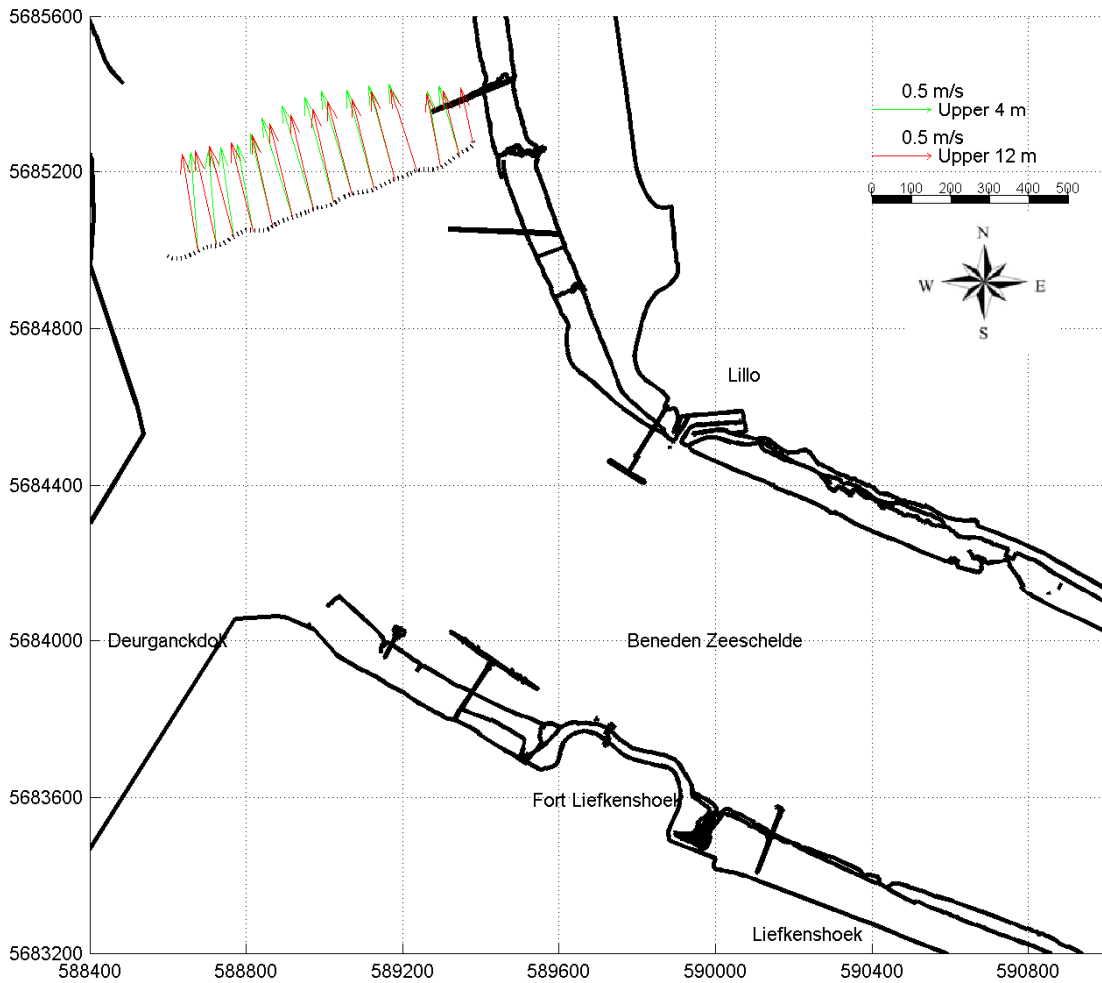 5685600
5685200
5684800
5684400
5684000
5683600
5683200
588400 588800 589200 589600 590000 590400 590800
0.5 m/s
Upper 4 m
0.5 m/s
Upper 12 m
0 100 200 300 400 500
N
W E
S
Lillo
Deurganckdok
Beneden Zeeschelde
Fort Liefkenshoek
Liefkenshoek